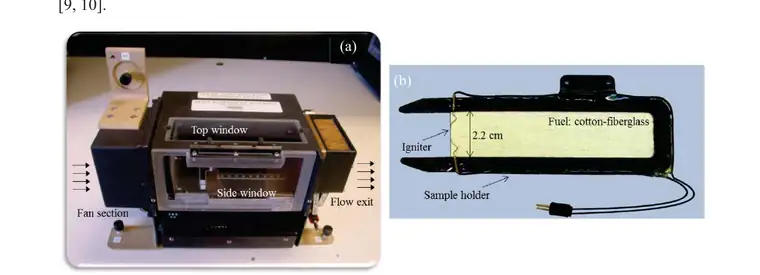 [9, 10].
(a)
Top window
Side window
Fan section
Flow exit
(b)
Fuel: cotton-fiberglass
2.2 cm
Igniter
Sample holder